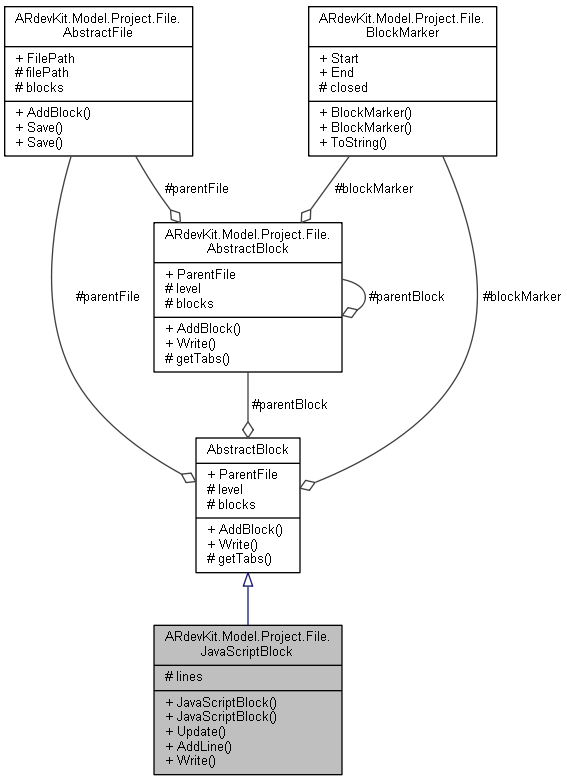 ARdevKit.Model.Project.File.
AbstractFile
+ FilePath
# filePath
# blocks
+ AddBlock()
+ Save()
+ Save()
ARdevKit.Model.Project.File.
BlockMarker
+ Start
+ End
# closed
+ BlockMarker()
+ BlockMarker()
+ ToString()
#parentFile
#blockMarker
ARdevKit.Model.Project.File.
AbstractBlock
+ ParentFile
# level
# blocks
+ AddBlock()
+ Write()
# getTabs()
#parentFile
#parentBlock
#blockMarker
#parentBlock
AbstractBlock
+ ParentFile
# level
# blocks
+ AddBlock()
+ Write()
# getTabs()
ARdevKit.Model.Project.File.
JavaScriptBlock
# lines
+ JavaScriptBlock()
+ JavaScriptBlock()
+ Update()
+ AddLine()
+ Write()